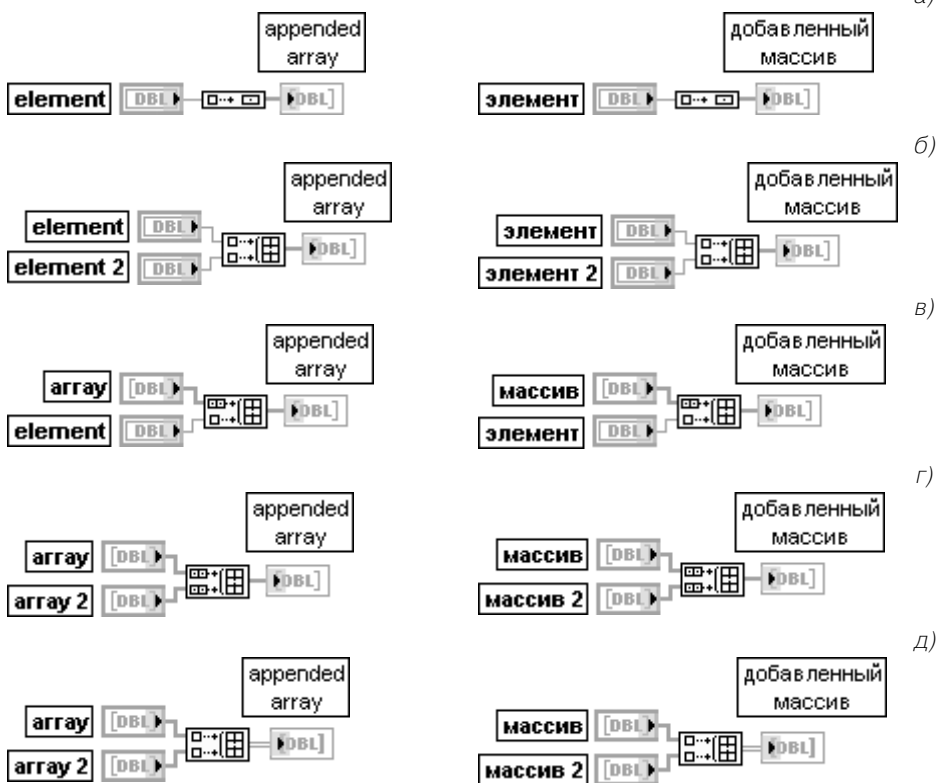 а)
appended
array
element DBL DBL]
добавленный
массив
элемент DBL DBL]
б)
appended
array
element DBL
element 2 DBL
DBL]
добавленный
массив
элемент DBL
элемент 2 DBL
DBL]
в)
appended
array
array [DBL]
element DBL
DBL]
добавленный
массив
массив [DBL]
элемент DBL
DBL]
г)
appended
array
array [DBL]
array 2 [DBL]
DBL]
добавленный
массив
массив [DBL]
массив 2 [DBL]
DBL]
д)
appended
array
array [DBL]
array 2 [DBL]
DBL]
добавленный
массив
массив [DBL]
массив 2 [DBL]
DBL]